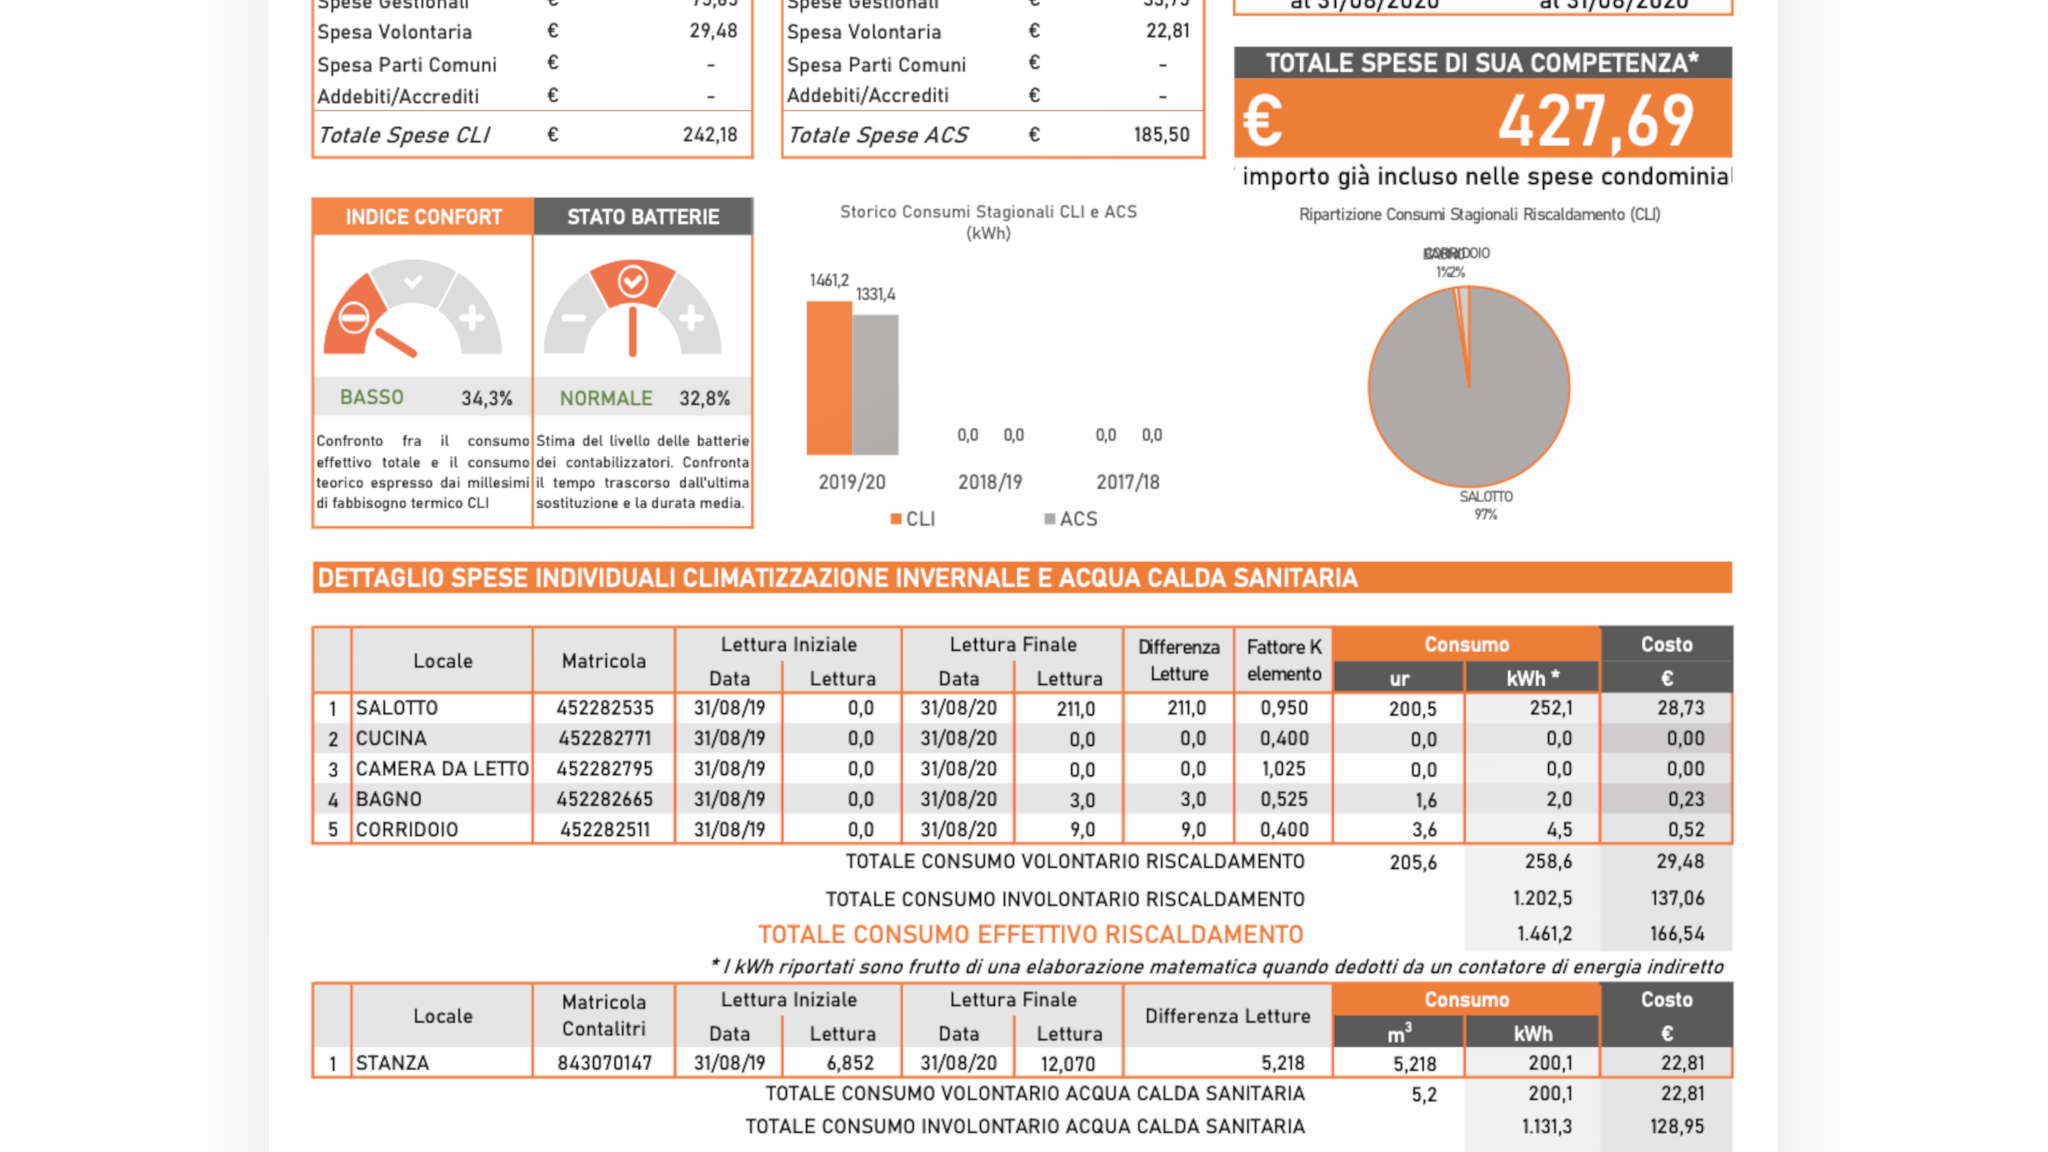 Spese Gestionali € 75,65 Spese Gestionali € 33,75
al 31/08/2020 al 31/08/2020
Spesa Volontaria € 29,48 Spesa Volontaria € 22,81
Spesa Parti Comuni € - Spesa Parti Comuni € -
Addebiti/Accrediti € - Addebiti/Accrediti € -
Totale Spese CLI € 242,18 Totale Spese ACS € 185,50
TOTALE SPESE DI SUA COMPETENZA*
€ 427,69
importo già incluso nelle spese condominial
INDICE CONFORT
BASSO 34,3%
Confronto fra il consumo
effettivo totale e il consumo
teorico espresso dai millesimi
di fabbisogno termico CLI
STATO BATTERIE
NORMALE 32,8%
Stima del livello delle batterie
dei contabilizzatori. Confronta
il tempo trascorso dall'ultima
sostituzione e la durata media.
Storico Consumi Stagionali CLI e ACS
(kWh)
1461,2 1331,4
0,0 0,0 0,0 0,0
2019/20 2018/19 2017/18
CLI ACS
Ripartizione Consumi Stagionali Riscaldamento (CLI)
BAGNO CORRIDOIO
1% 2%
SALOTTO
97%
DETTAGLIO SPESE INDIVIDUALI CLIMATIZZAZIONE INVERNALE E ACQUA CALDA SANITARIA
Locale Matricola Lettura Iniziale Lettura Finale Differenza Letture Fattore K elemento Consumo Costo
Data Lettura Data Lettura ur kWh * €
1 SALOTTO 452282535 31/08/19 0,0 31/08/20 211,0 211,0 0,950 200,5 252,1 28,73
2 CUCINA 452282771 31/08/19 0,0 31/08/20 0,0 0,0 0,400 0,0 0,0 0,00
3 CAMERA DA LETTO 452282795 31/08/19 0,0 31/08/20 0,0 0,0 1,025 0,0 0,0 0,00
4 BAGNO 452282665 31/08/19 0,0 31/08/20 3,0 3,0 0,525 1,6 2,0 0,23
5 CORRIDOIO 452282511 31/08/19 0,0 31/08/20 9,0 9,0 0,400 3,6 4,5 0,52
TOTALE CONSUMO VOLONTARIO RISCALDAMENTO 205,6 258,6 29,48
TOTALE CONSUMO INVOLONTARIO RISCALDAMENTO 1.202,5 137,06
TOTALE CONSUMO EFFETTIVO RISCALDAMENTO 1.461,2 166,54
* I kWh riportati sono frutto di una elaborazione matematica quando dedotti da un contatore di energia indiretto
Locale Matricola Contalitri Lettura Iniziale Lettura Finale Differenza Letture Consumo Costo
Data Lettura Data Lettura m³ kWh €
1 STANZA 843070147 31/08/19 6,852 31/08/20 12,070 5,218 5,218 200,1 22,81
TOTALE CONSUMO VOLONTARIO ACQUA CALDA SANITARIA 5,2 200,1 22,81
TOTALE CONSUMO INVOLONTARIO ACQUA CALDA SANITARIA 1.131,3 128,95